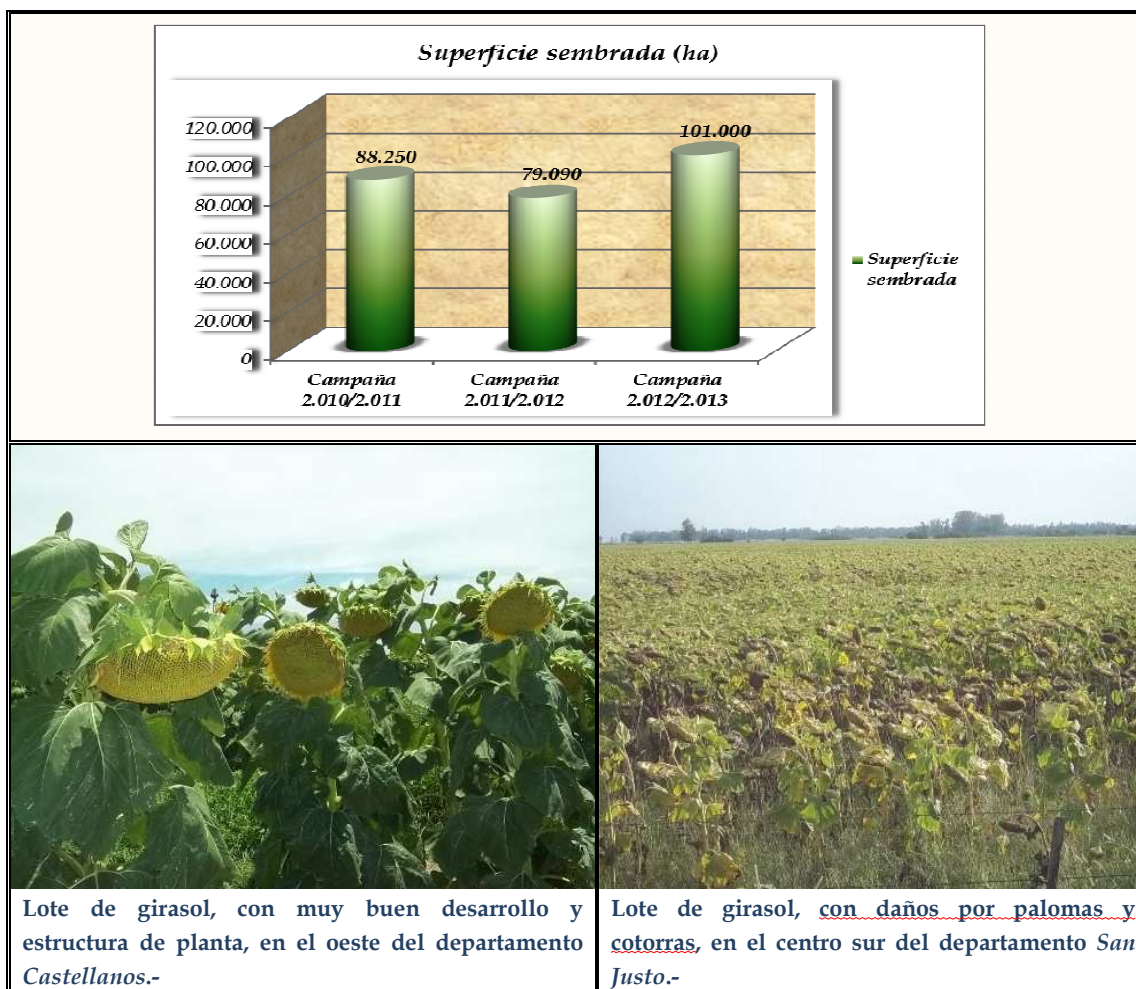 Superficie sembrada (ha)
120.000
100.000
80.000
60.000
40.000
20.000
0
88.250
79.090
101.000
Campaña
2.010/2.011
Campaña
2.011/2.012
Campaña
2.012/2.013
Superficie
sembrada
Lote de girasol, con muy buen desarrollo y
estructura de planta, en el oeste del departamento
Castellanos.-
Lote de girasol, con daños por palomas y
cotorras, en el centro sur del departamento San
Justo.-